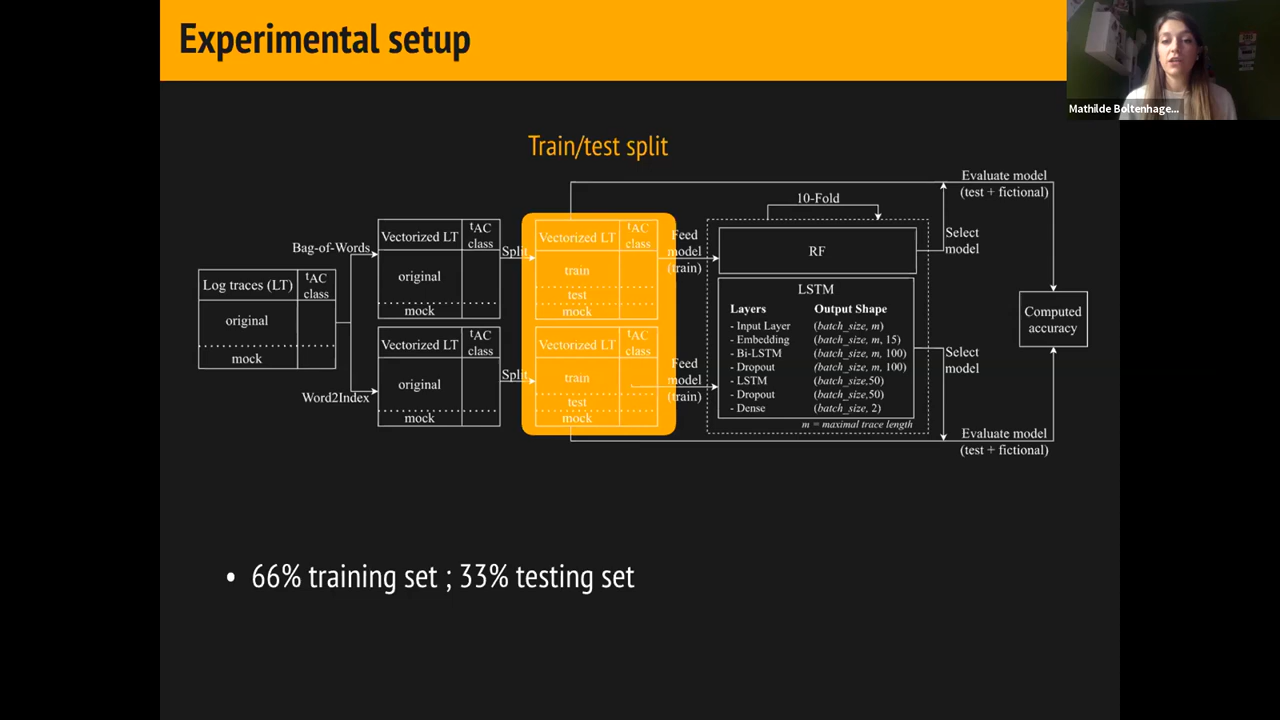 Experimental setup
Mathilde Boltenhage...
Train/test split
Evaluate model
(test + fictional)
10-Fold
Bag-of-Words
Vectorized LT
tAC
class
original
mock
Split
Vectorized LT
tAC
class
train
test
mock
Feed
model
(train)
RF
Select
model
Log traces (LT)
tAC
class
original
mock
Word2Index
Vectorized LT
tAC
class
original
mock
Split
Vectorized LT
tAC
class
train
test
mock
Feed
model
(train)
LSTM
Layers Output Shape
- Input Layer (batch_size, m)
- Embedding (batch_size, m, 15)
- Bi-LSTM (batch_size, m, 100)
- Dropout (batch_size, m, 100)
- LSTM (batch_size,50)
- Dropout (batch_size,50)
- Dense (batch_size, 2)
m = maximal trace length
Select
model
Computed
accuracy
Evaluate model
(test + fictional)
• 66% training set ; 33% testing set